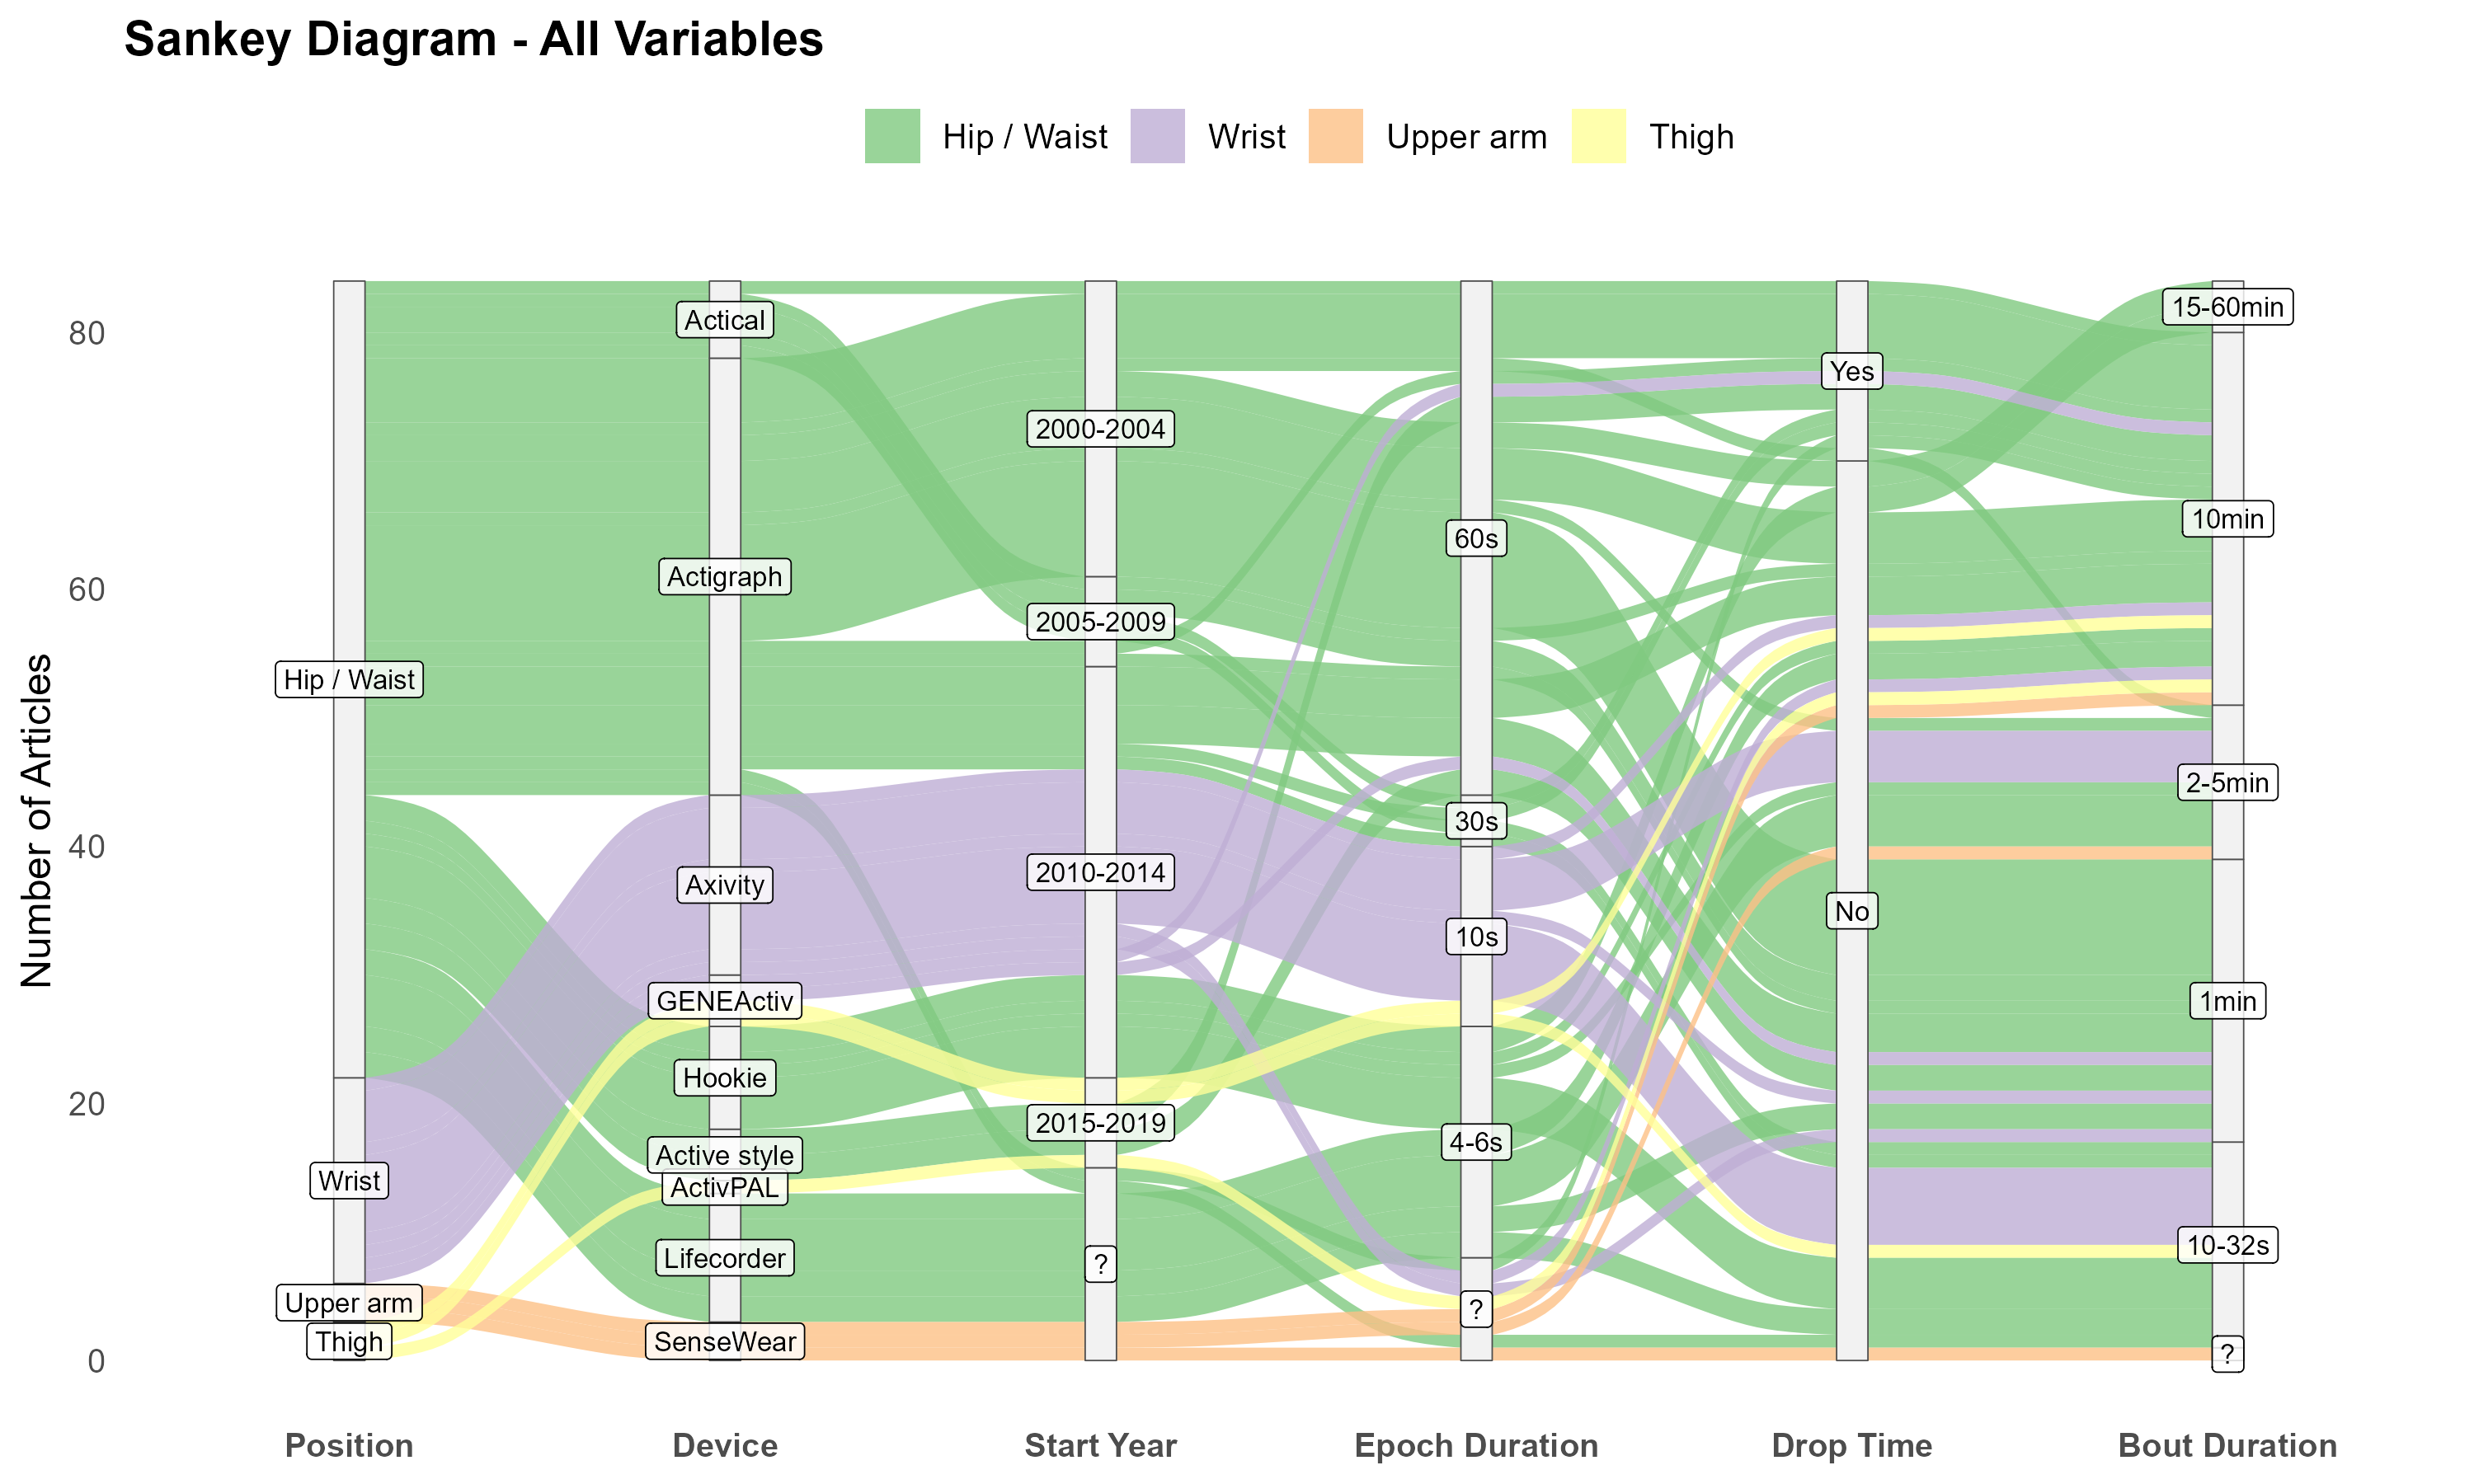 Sankey Diagram - All Variables
Hip / Waist
Wrist
Upper arm
Thigh
Number of Articles
80
60
40
20
0
Hip / Waist
Wrist
Upper arm
Thigh
Actical
Actigraph
Axivity
GENEActiv
Hookie
Active style
ActivPAL
Lifecorder
SenseWear
2000-2004
2005-2009
2010-2014
2015-2019
?
60s
30s
10s
4-6s
?
Yes
No
15-60min
10min
2-5min
1min
10-32s
?
Position
Device
Start Year
Epoch Duration
Drop Time
Bout Duration